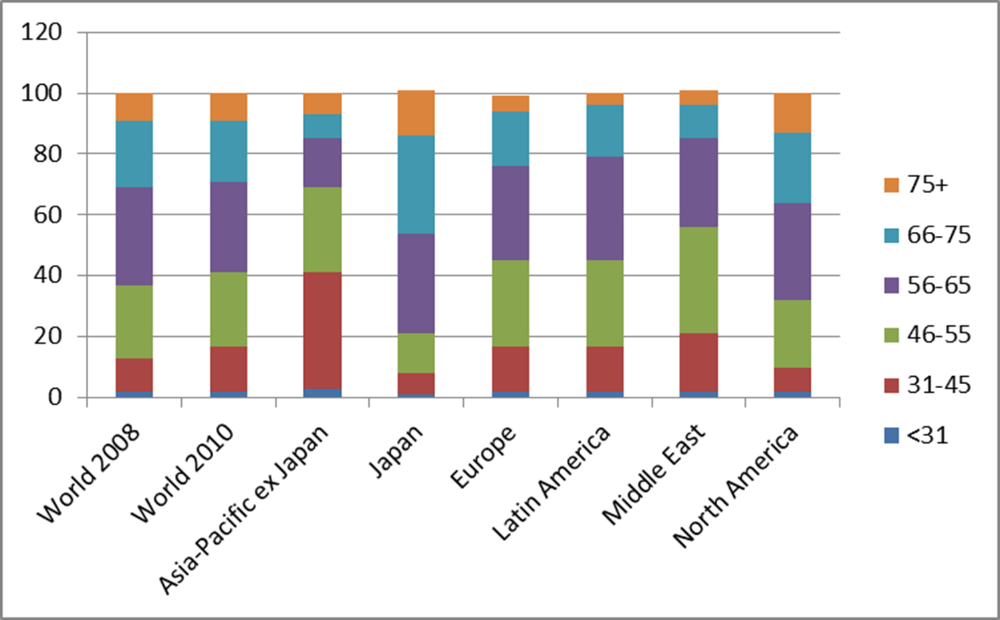 120
100
80
60
40
20
0
World 2008
World 2010
Asia-Pacific ex Japan
Japan
Europe
Latin America
Middle East
North America
75+
66-75
56-65
46-55
31-45
<31